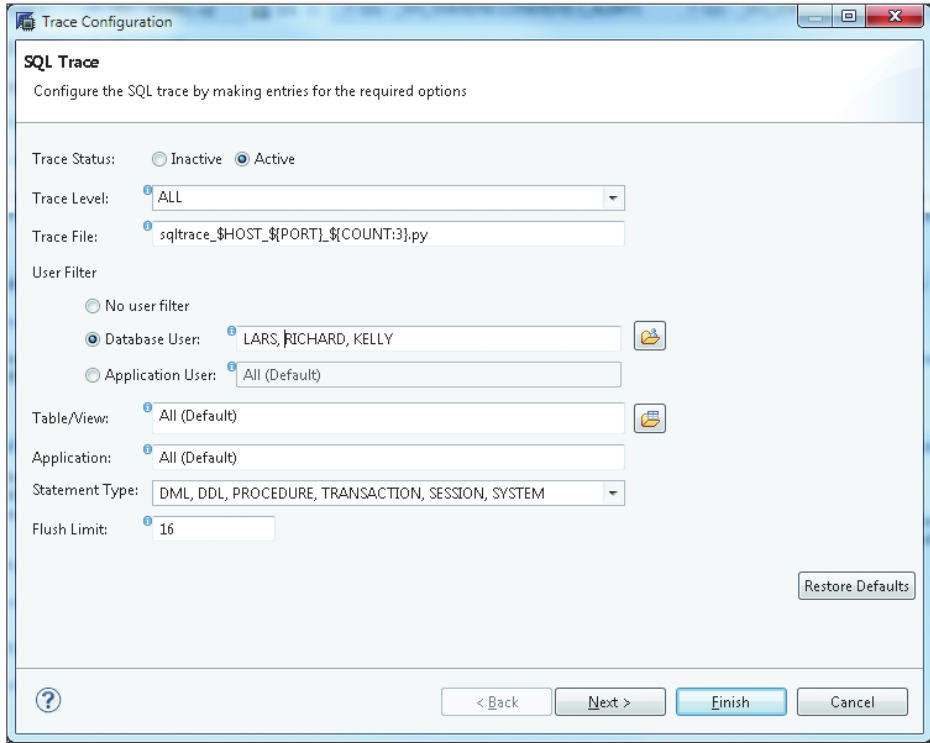 Trace Configuration
SQL Trace
Configure the SQL trace by making entries for the required options
Trace Status: Inactive Active
Trace Level: ALL
Trace File: sqltrace_$HOST_${PORT}_${COUNT:3}.py
User Filter
No user filter
Database User: LARS, RICHARD, KELLY
Application User: All (Default)
Table/View: All (Default)
Application: All (Default)
Statement Type: DML, DDL, PROCEDURE, TRANSACTION, SESSION, SYSTEM
Flush Limit: 16
Restore Defaults
? < Back Next > Finish Cancel